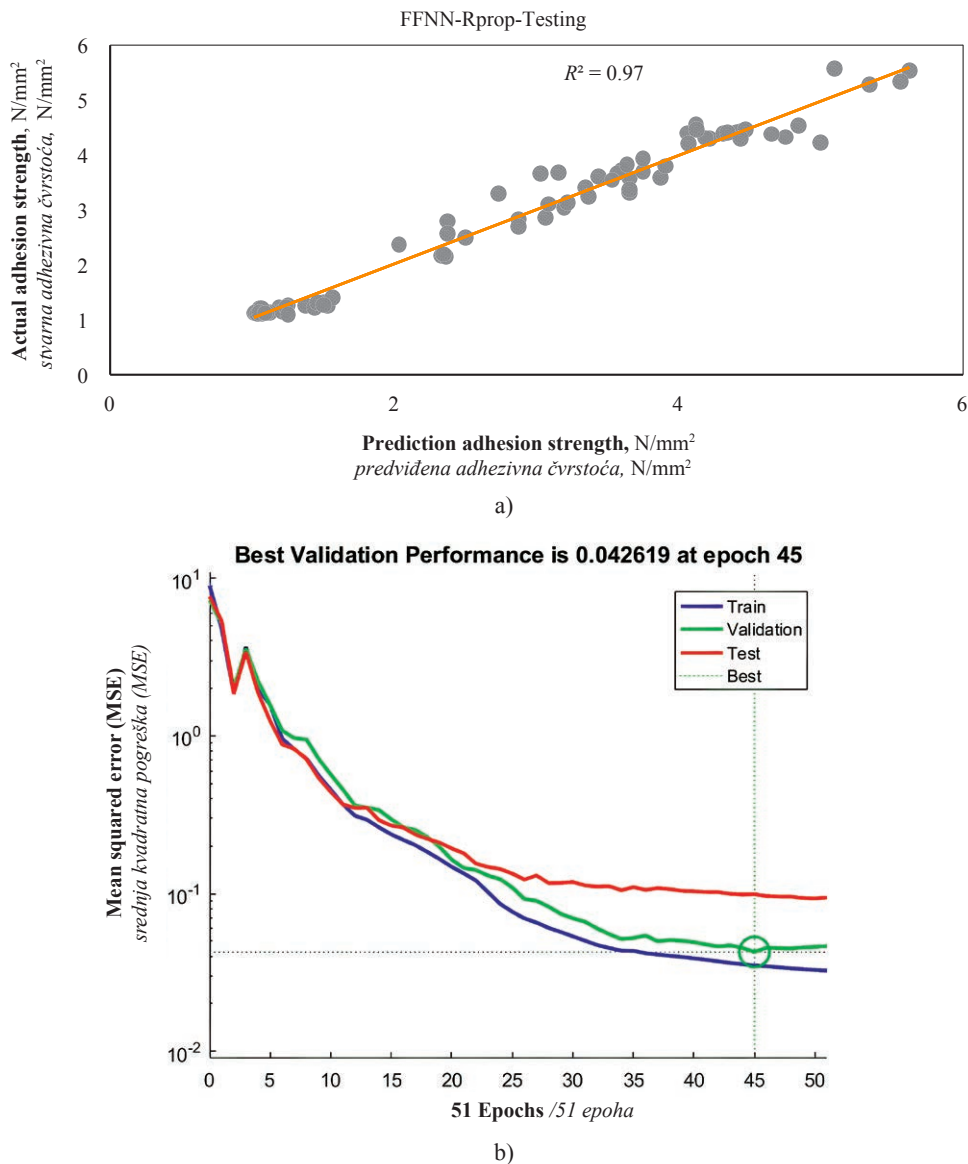 FFNN-Rprop-Testing
Actual adhesion strength, N/mm²
stvarna adhezivna čvrstoća, N/mm²
6
5
4
3
2
1
0
R² = 0.97
0 2 4 6
Prediction adhesion strength, N/mm²
predviđena adhezivna čvrstoća, N/mm²
a)
Best Validation Performance is 0.042619 at epoch 45
Mean squared error (MSE)
srednja kvadratna pogreška (MSE)
10¹
10⁰
10⁻¹
10⁻²
Train
Validation
Test
Best
0 5 10 15 20 25 30 35 40 45 50
51 Epochs /51 epoha
b)